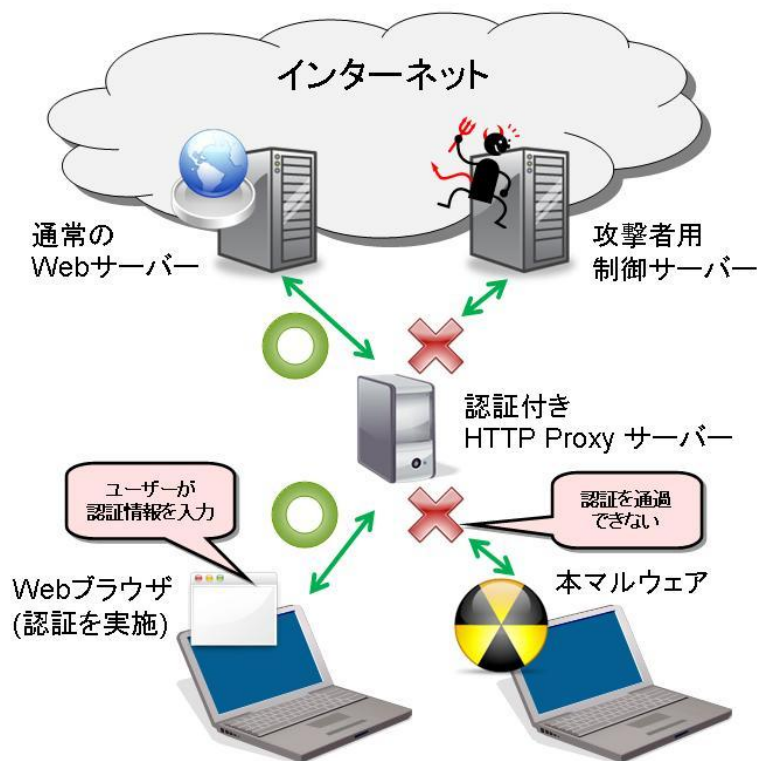 インターネット
通常の
Webサーバー
攻撃者用
制御サーバー
認証付き
HTTP Proxy サーバー
ユーザーが
認証情報を入力
認証を通過
できない
Webブラウザ
(認証を実施)
本マルウェア